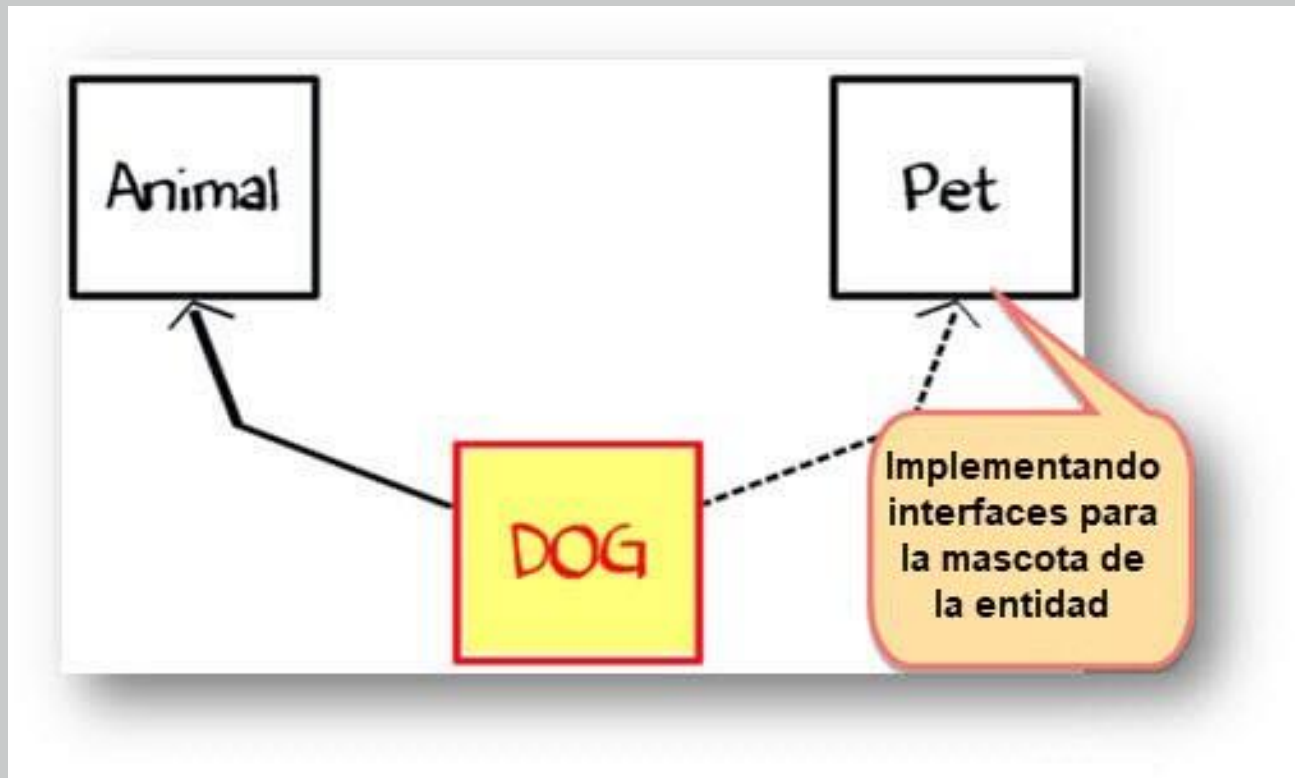 Animal
Pet
DOG
Implementando
interfaces para
la mascota de
la entidad